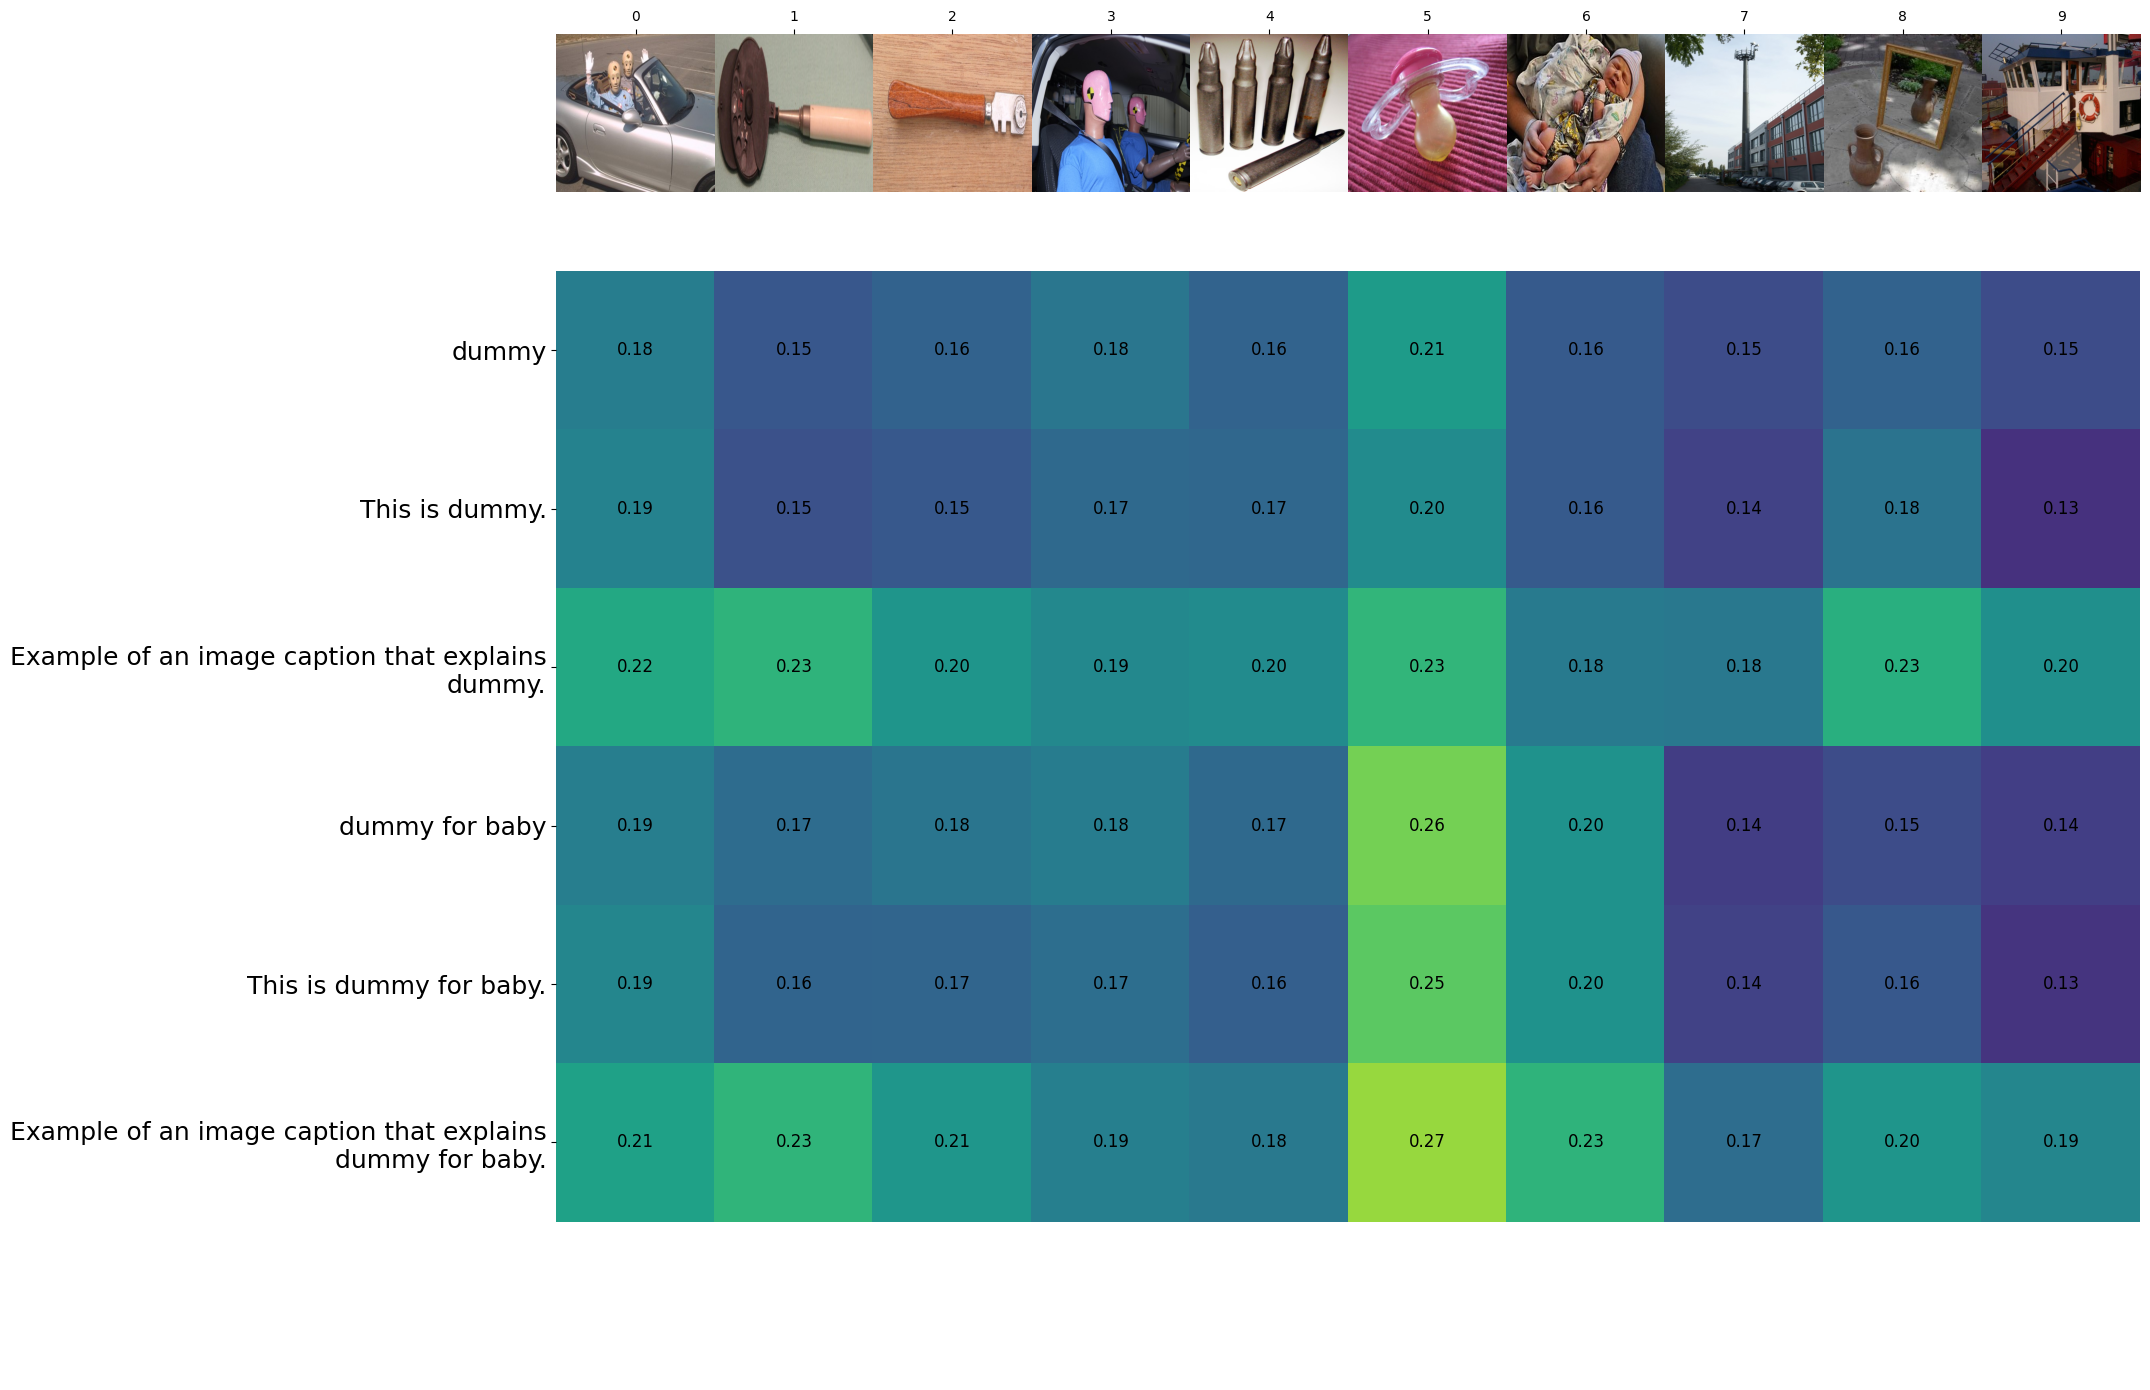 0 1 2 3 4 5 6 7 8 9
dummy 0.18 0.15 0.16 0.18 0.16 0.21 0.16 0.15 0.16 0.15
This is dummy. 0.19 0.15 0.15 0.17 0.17 0.20 0.16 0.14 0.18 0.13
Example of an image caption that explains
dummy. 0.22 0.23 0.20 0.19 0.20 0.23 0.18 0.18 0.23 0.20
dummy for baby 0.19 0.17 0.18 0.18 0.17 0.26 0.20 0.14 0.15 0.14
This is dummy for baby. 0.19 0.16 0.17 0.17 0.16 0.25 0.20 0.14 0.16 0.13
Example of an image caption that explains
dummy for baby. 0.21 0.23 0.21 0.19 0.18 0.27 0.23 0.17 0.20 0.19